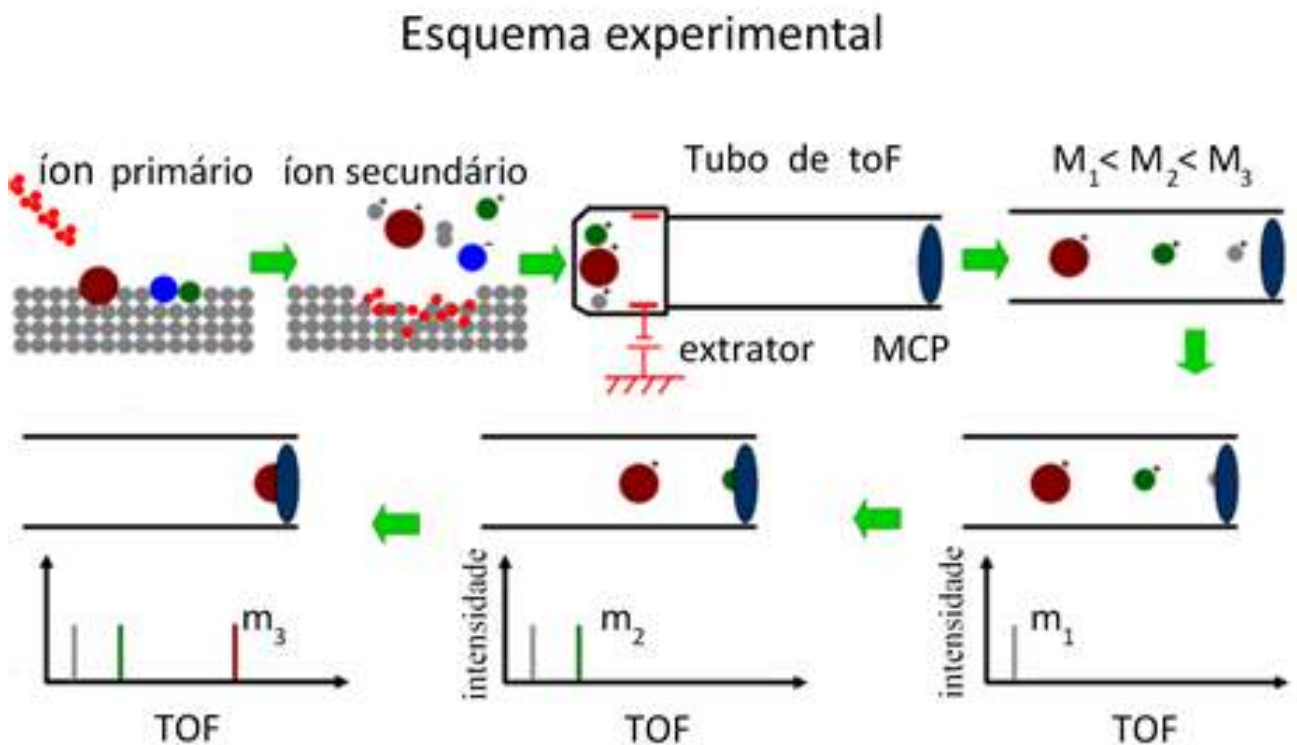 Esquema experimental
íon primário
íon secundário
Tubo de toF
M1< M2< M3
extrator
MCP
m3
TOF
intensidade
m2
TOF
intensidade
m1
TOF